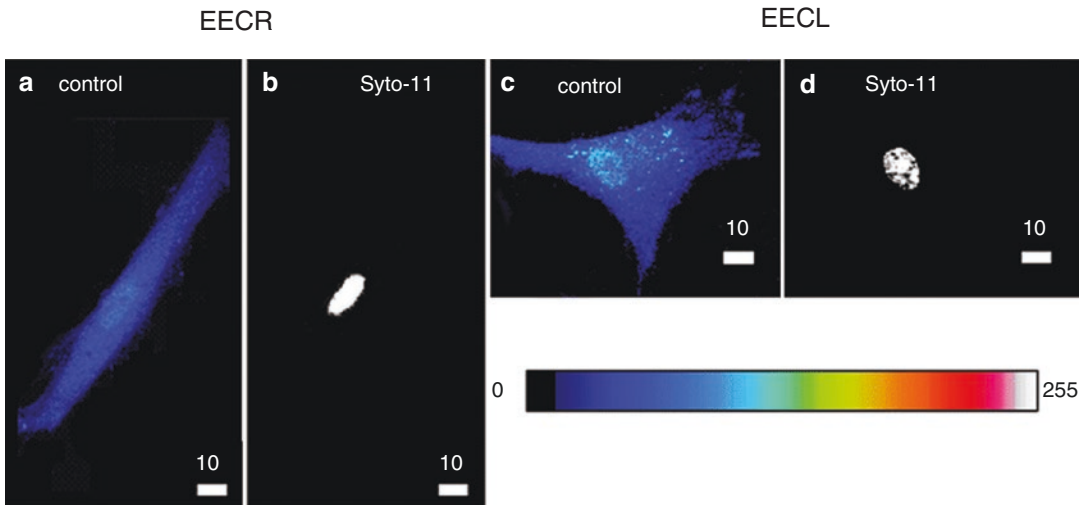 EECR
EECL
a control
b Syto-11
c control
d Syto-11
10
10
10
10
0
255